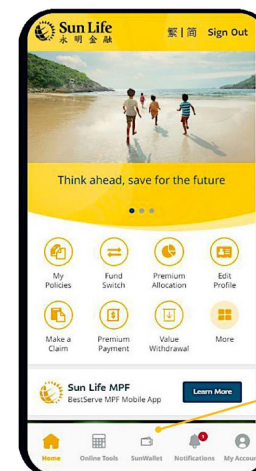 Sun Life
永明金融
繁 | 简 Sign Out
Think ahead, save for the future
My Policies
Fund Switch
Premium Allocation
Edit Profile
Make a Claim
Premium Payment
Value Withdrawal
More
Sun Life MPF
BestServe MPF Mobile App
Learn More
1
Home
Online Tools
SunWallet
Notifications
My Accoun